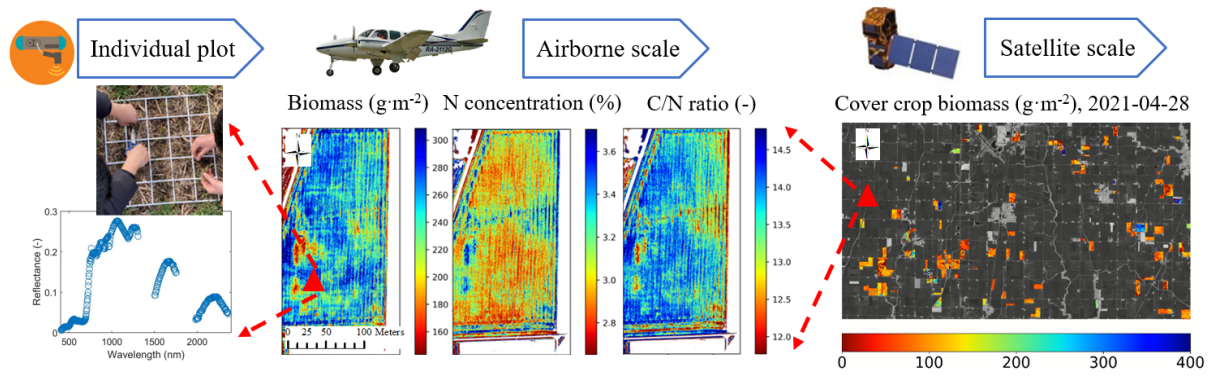 Individual plot
Airborne scale
Satellite scale
RA-2112G
Biomass (g·m-2)
N concentration (%)
C/N ratio (-)
Cover crop biomass (g·m-2), 2021-04-28
N
N
0.3
0.2
0.1
0
Reflectance (-)
500
1000
1500
2000
Wavelength (nm)
300
280
260
240
220
200
180
160
0 25 50 100 Meters
3.6
3.4
3.2
3.0
2.8
14.5
14.0
13.5
13.0
12.5
12.0
0
100
200
300
400